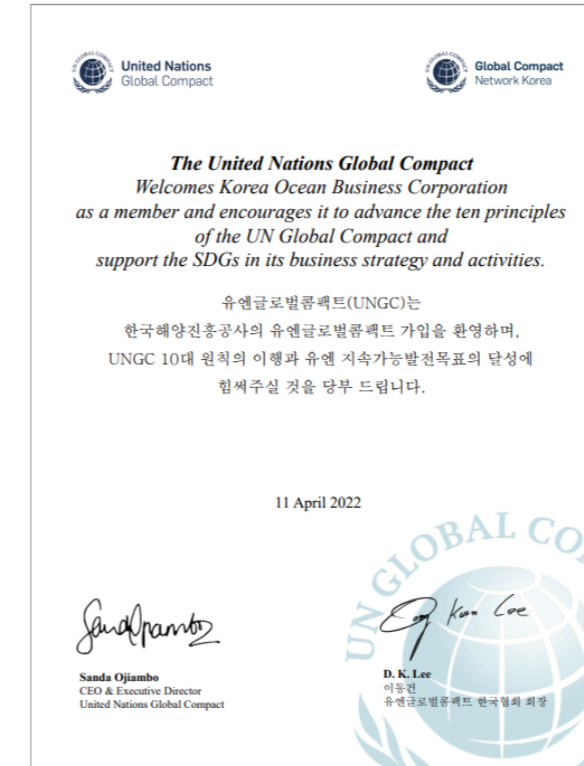 United Nations
Global Compact
Global Compact
Network Korea
The United Nations Global Compact
Welcomes Korea Ocean Business Corporation
as a member and encourages it to advance the ten principles
of the UN Global Compact and
support the SDGs in its business strategy and activities.
유엔글로벌콤팩트(UNGC)는
한국해양진흥공사의 유엔글로벌콤팩트 가입을 환영하며,
UNGC 10대 원칙의 이행과 유엔 지속가능발전목표의 달성에
힘써주실 것을 당부 드립니다.
11 April 2022
UN GLOBAL CO
Sanda Ojiambo
CEO & Executive Director
United Nations Global Compact
D. K. Lee
이동건
유엔글로벌콤팩트 한국협회 회장